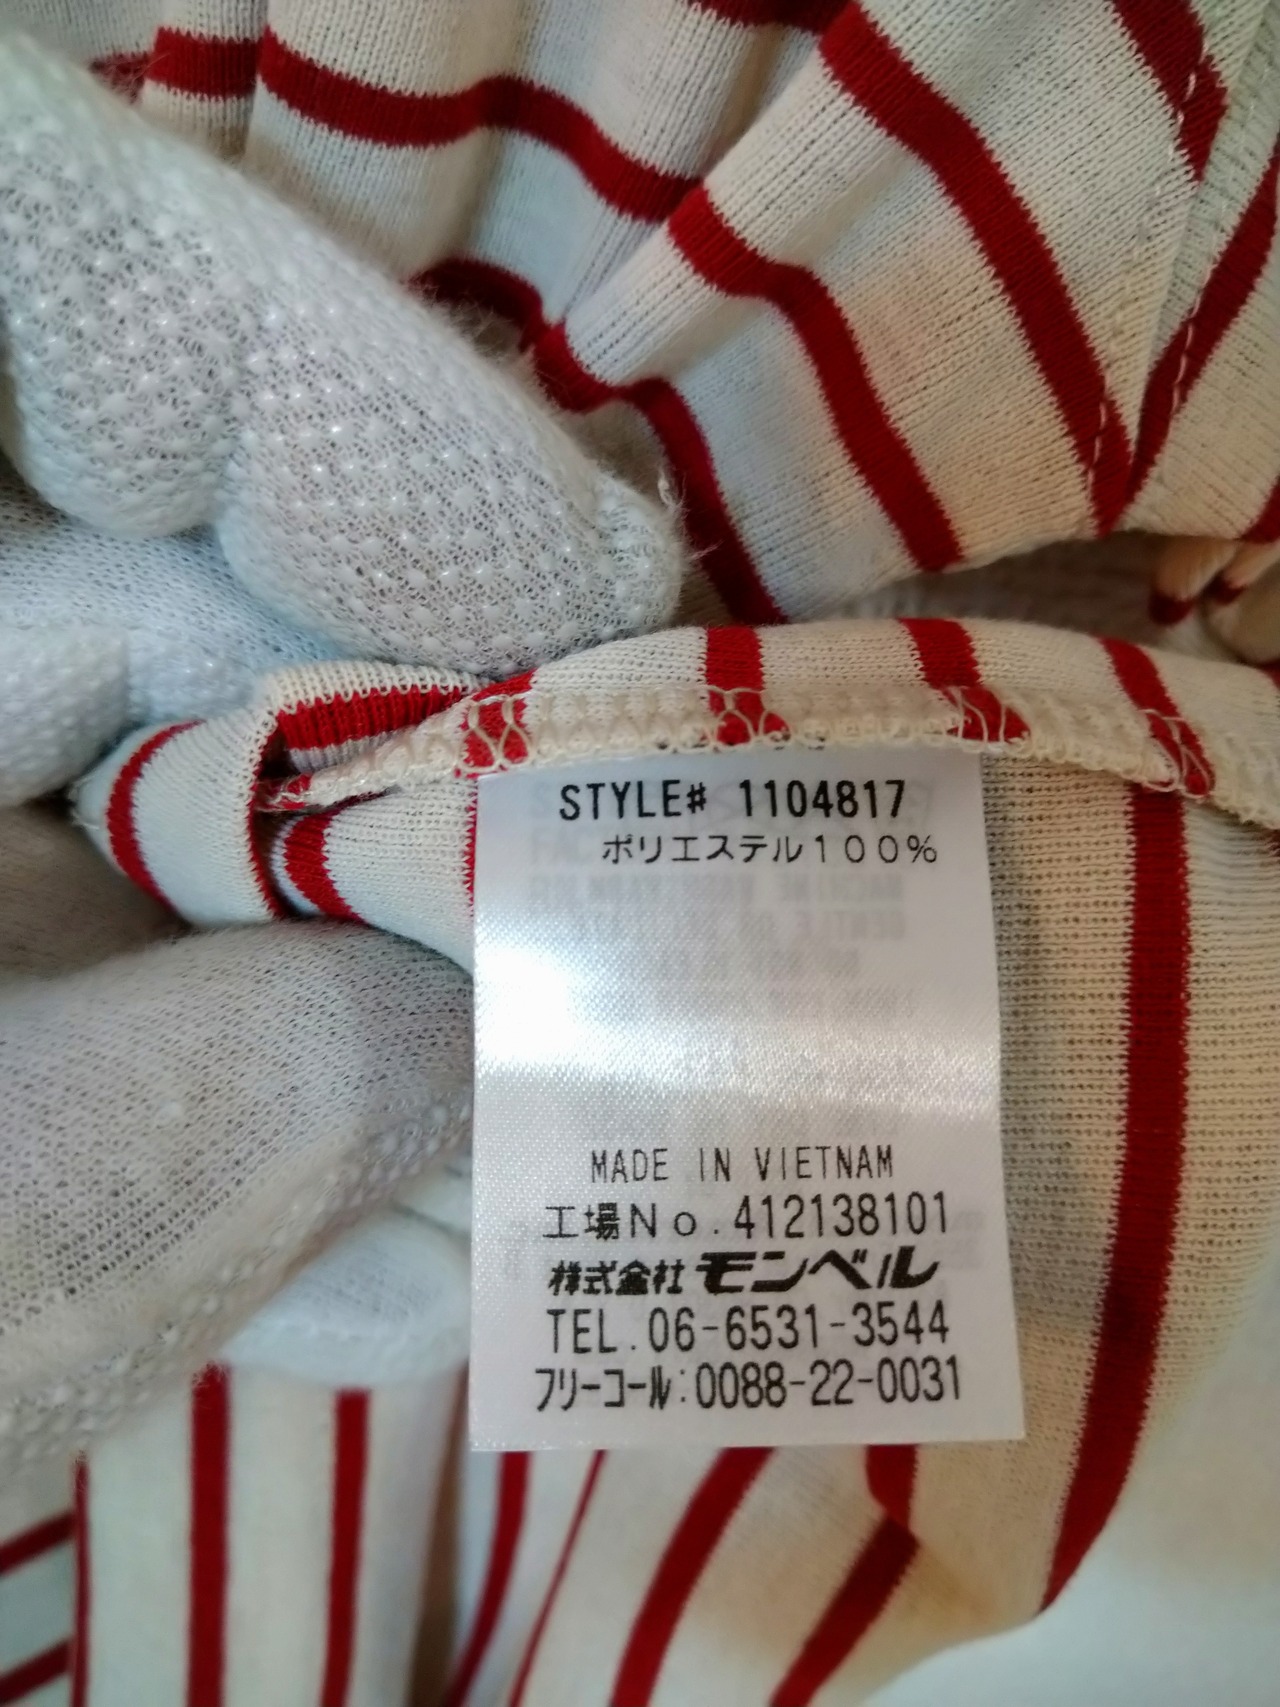 STYLE# 1104817
ポリエステル100%
MADE IN VIETNAM
工場No.412138101
株式会社モンベル
TEL.06-6531-3544
フリーコール:0088-22-0031